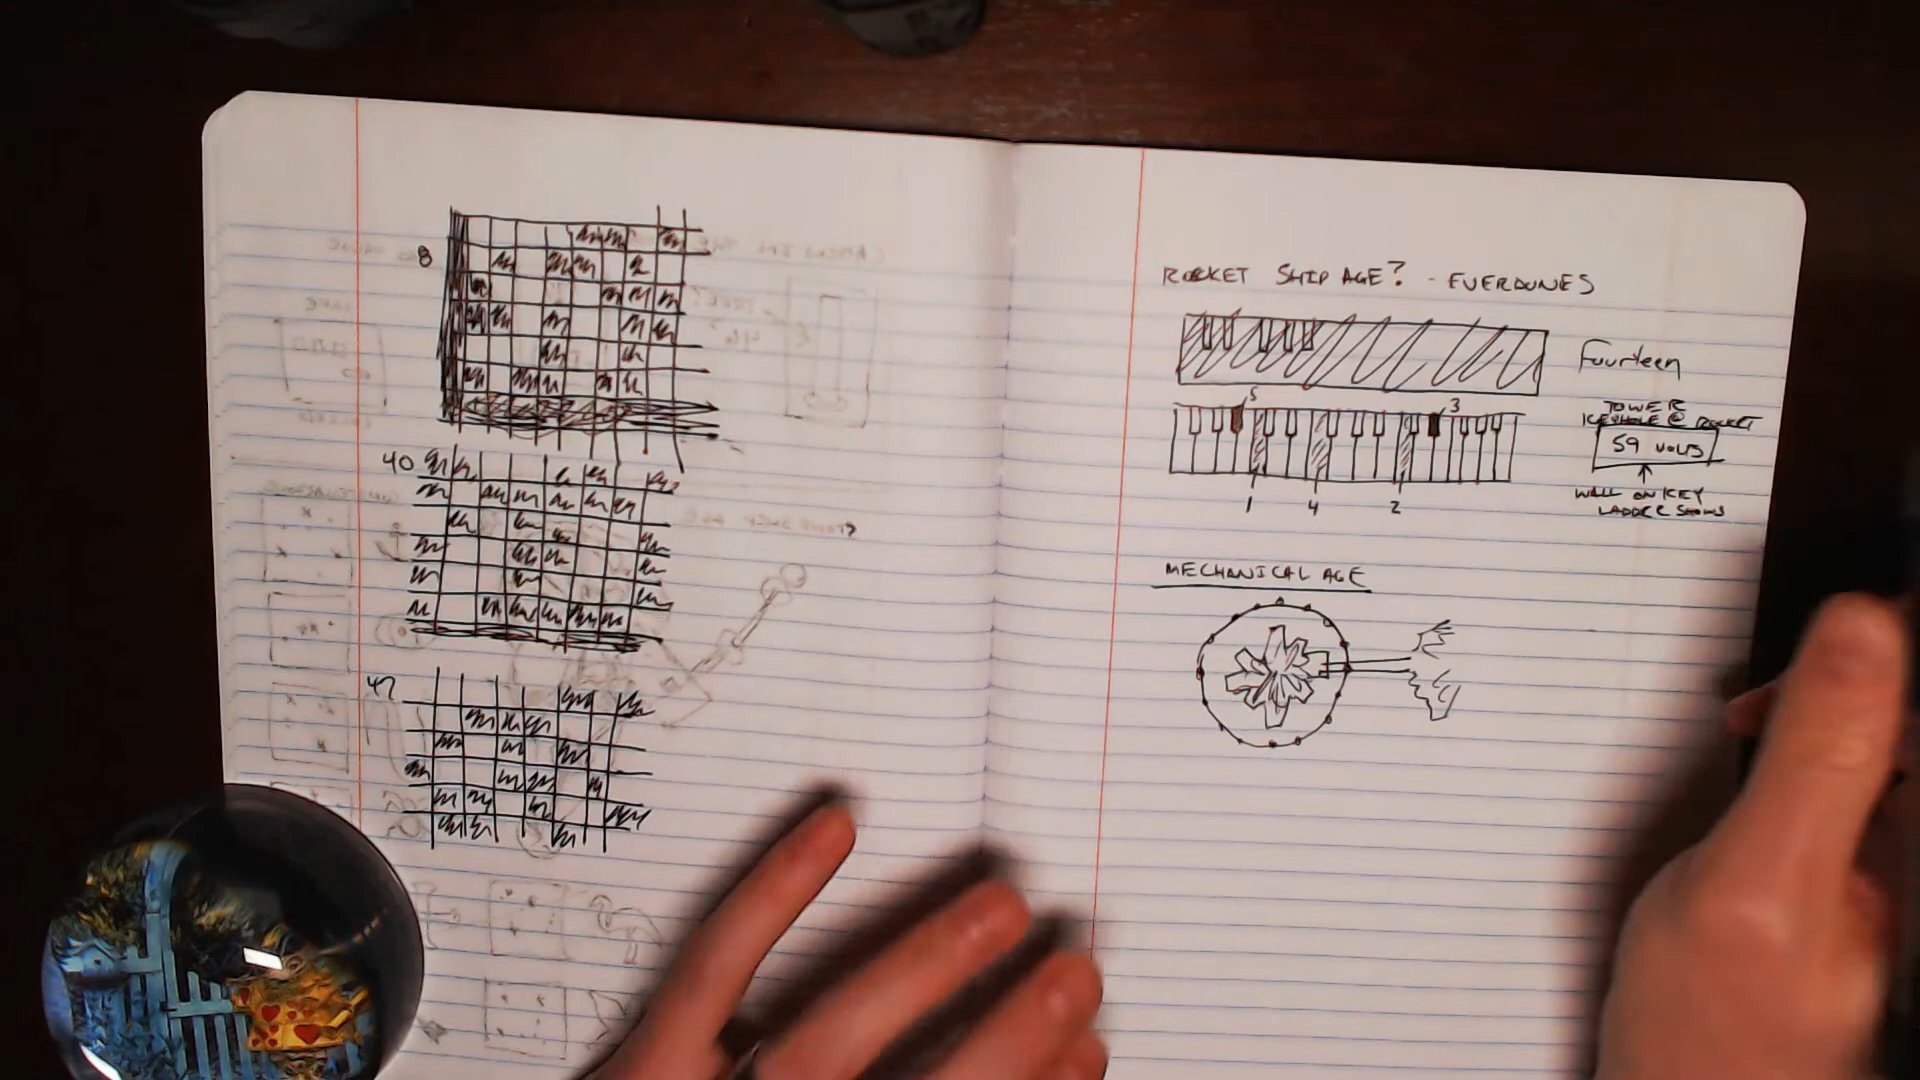 8
40
47
ROCKET SHIP AGE? - EVERDUNES
Fourteen
5
3
1
4
2
TOWER
@ ROCKET
59 VOLTS
WALL ON KEY
LADDER SHOWS
MECHANICAL AGE